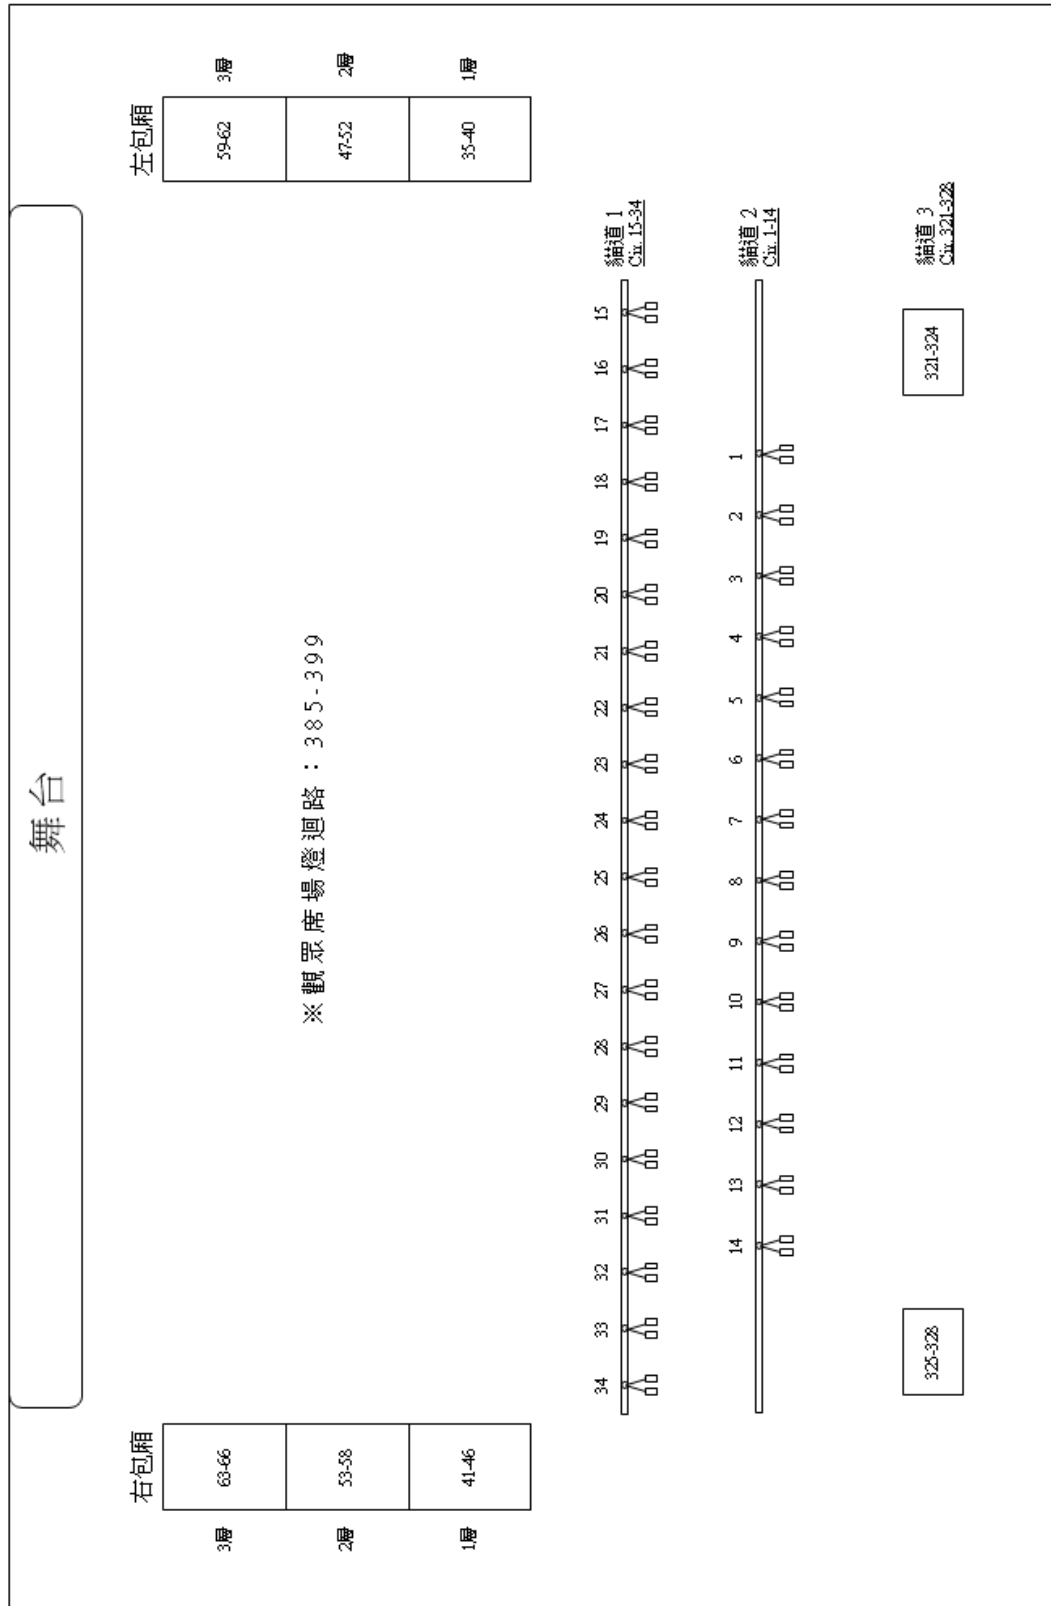 舞台
右包廂
左包廂
3層
63-66
59-62
3層
2層
53-58
47-52
2層
1層
41-46
35-40
1層
※觀眾席場燈迴路：385-399
34 33 32 31 30 29 28 27 26 25 24 23 22 21 20 19 18 17 16 15
貓道 1
Cir. 15-34
14 13 12 11 10 9 8 7 6 5 4 3 2 1
貓道 2
Cir. 1-14
325-328
321-324
貓道 3
Cir. 321-328